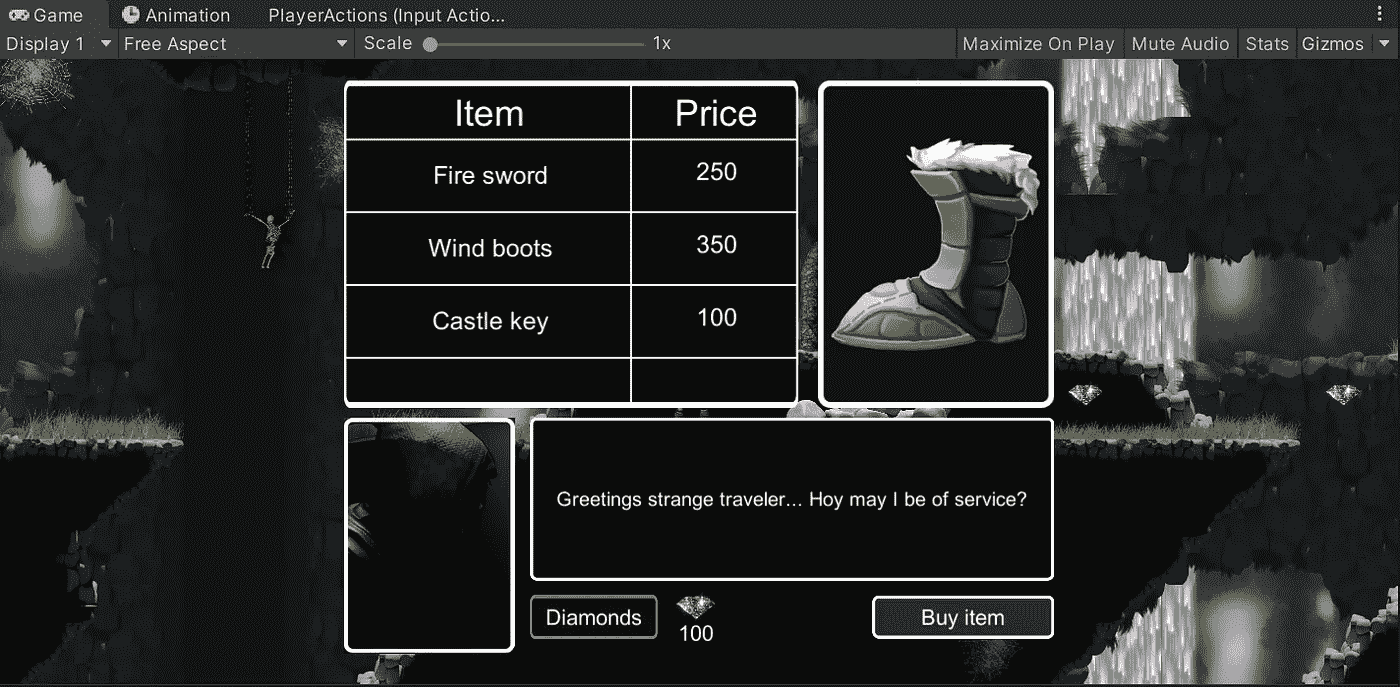 Game Animation PlayerActions (Input Actio...
Display 1 Free Aspect Scale 1x Maximize On Play Mute Audio Stats Gizmos
Item Price
Fire sword 250
Wind boots 350
Castle key 100
Greetings strange traveler... Hoy may I be of service?
Diamonds 100 Buy item